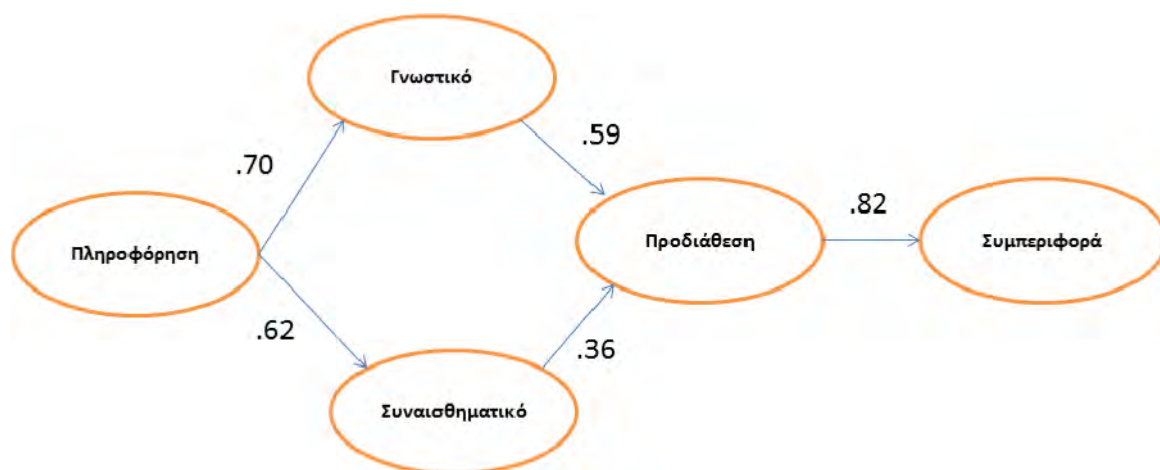 Γνωστικό
.59
.70
.82
Πληροφόρηση
Προδιάθεση
Συμπεριφορά
.62
.36
Συναισθηματικό